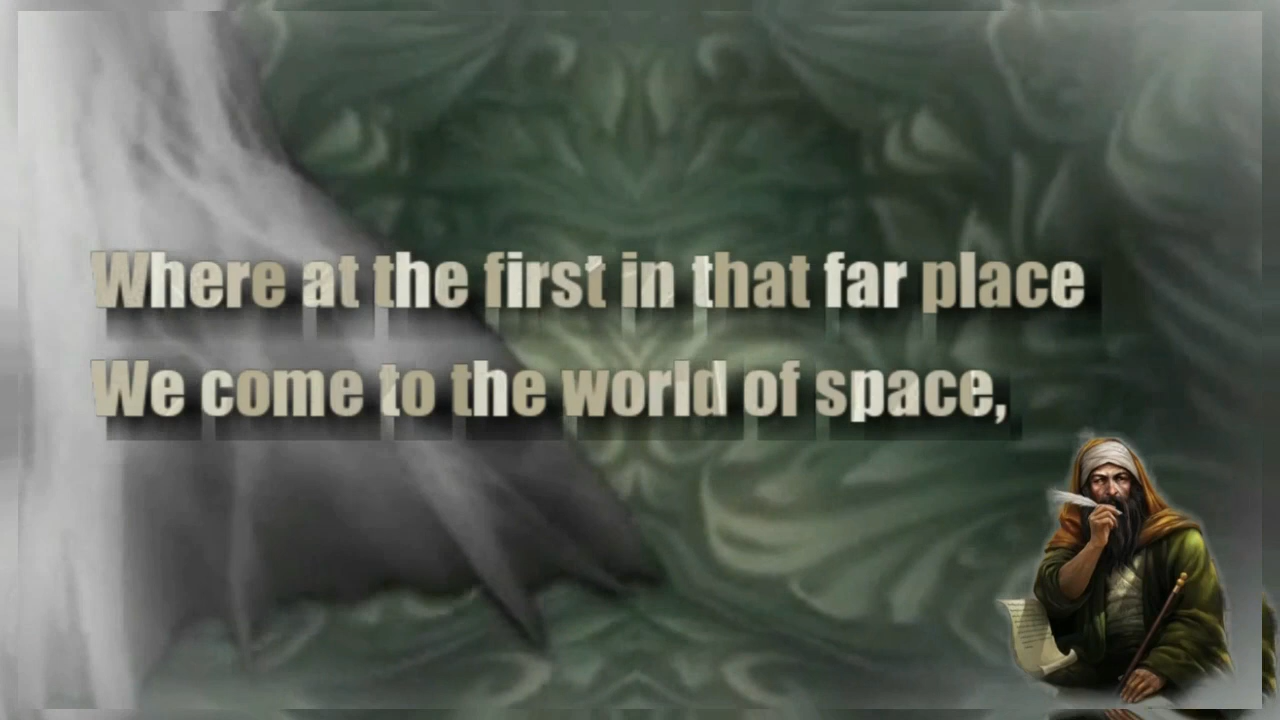 Where at the first in that far place
We come to the world of space,